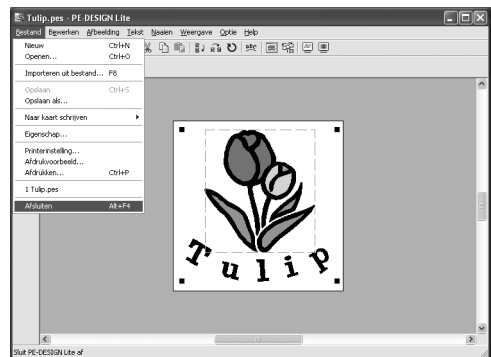 Tulip.pes - PE-DESIGN Lite
Bestand Bewerken Afbeelding Tekst Naaien Weergave Optie Help
Nieuw Ctrl+N
Openen... Ctrl+O
Importeren uit bestand... F8
Opslaan Ctrl+S
Opslaan als...
Naar kaart schrijven
Eigenschap...
Printerinstelling...
Afdrukvoorbeeld...
Afdrukken... Ctrl+P
1 Tulip.pes
Afsluiten Alt+F4
Tulip
Sluit PE-DESIGN Lite af